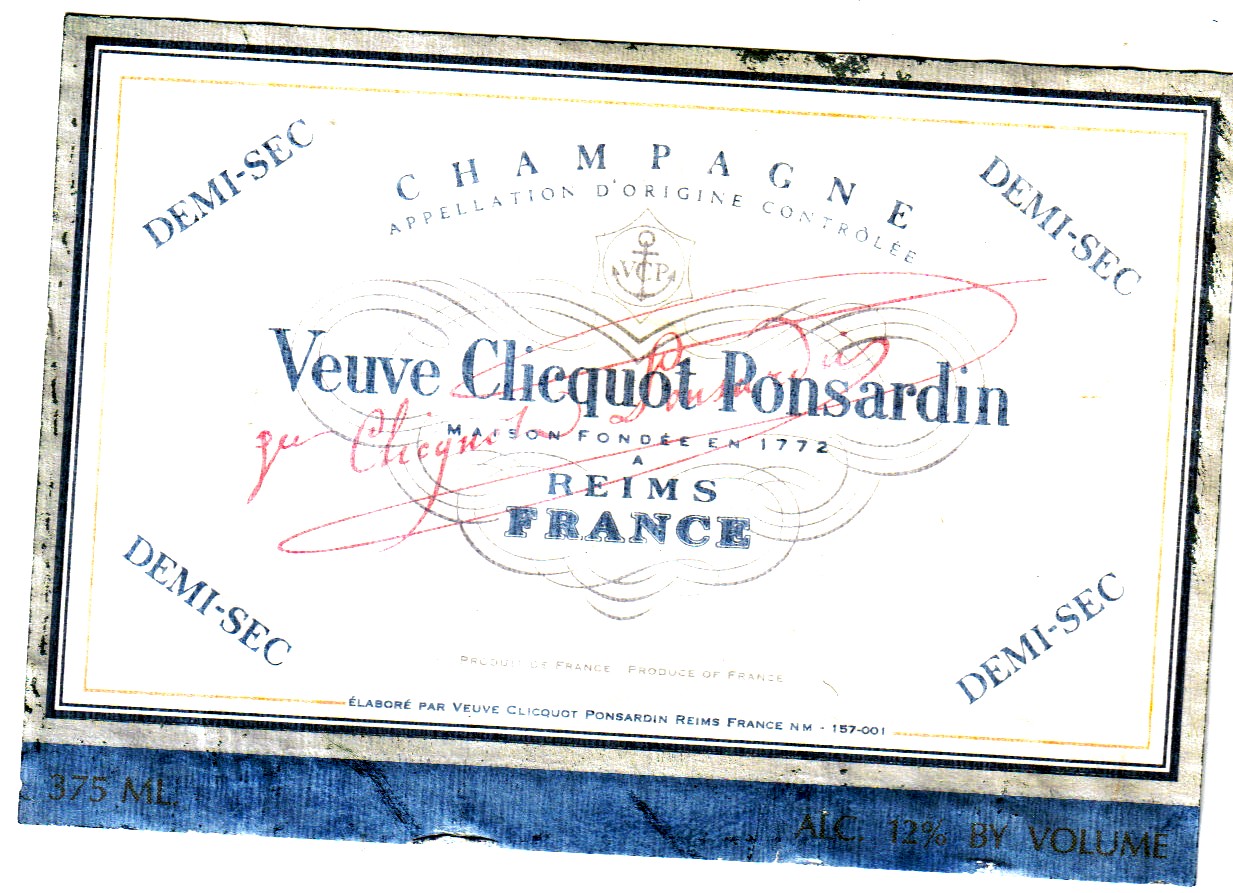 CHAMPAGNE
APPELLATION D'ORIGINE CONTRÔLÉE
DEMI-SEC
DEMI-SEC
VCP
Veuve Clicquot Ponsardin
Clicquot Ponsardin
MAISON FONDÉE EN 1772
A
REIMS
FRANCE
DEMI-SEC
DEMI-SEC
PRODUIT DE FRANCE PRODUCE OF FRANCE
ÉLABORÉ PAR VEUVE CLICQUOT PONSARDIN REIMS FRANCE NM - 157-001
375 ML.
ALC. 12% BY VOLUME